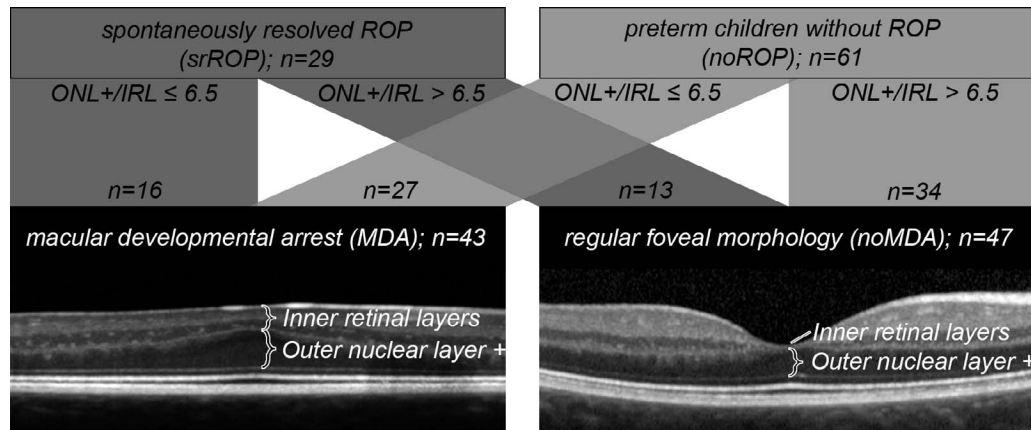 spontaneously resolved ROP
(srROP); n=29
preterm children without ROP
(noROP); n=61
ONL+/IRL ≤ 6.5
ONL+/IRL > 6.5
ONL+/IRL ≤ 6.5
ONL+/IRL > 6.5
n=16
n=27
n=13
n=34
macular developmental arrest (MDA); n=43
regular foveal morphology (noMDA); n=47
Inner retinal layers
Outer nuclear layer +
Inner retinal layers
Outer nuclear layer +